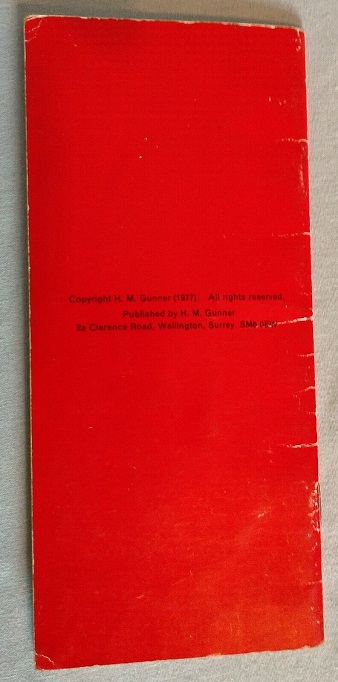 Copyright H. M. Gunner (1977). All rights reserved
Published by H. M. Gunner
2a Clarence Road, Wallington, Surrey.